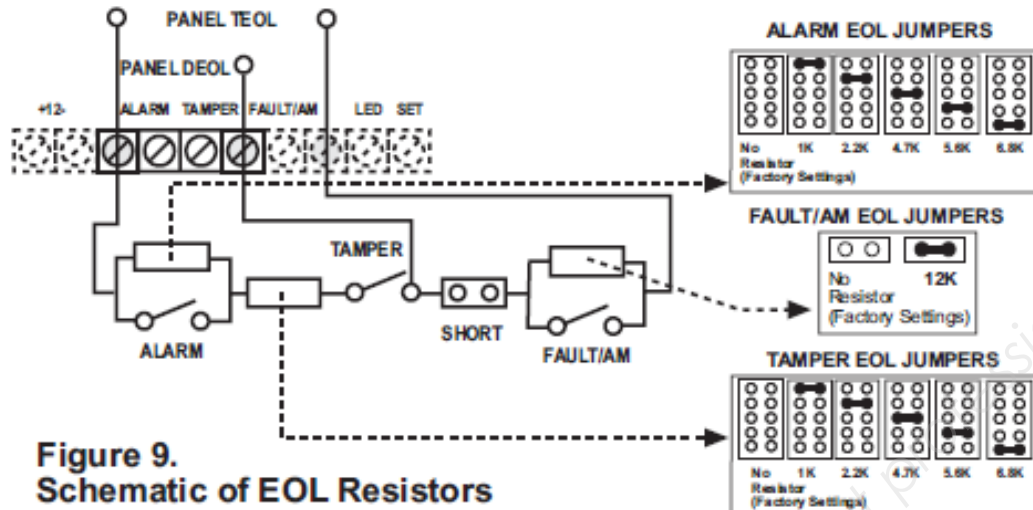 PANEL TEOL
PANEL DEOL
+12-
ALARM TAMPER FAULT/AM LED SET
ALARM
TAMPER
SHORT
FAULT/AM
ALARM EOL JUMPERS
No 1K 2.2K 4.7K 5.6K 6.8K
Resistor
(Factory Settings)
FAULT/AM EOL JUMPERS
No 12K
Resistor
(Factory Settings)
TAMPER EOL JUMPERS
No 1K 2.2K 4.7K 5.6K 6.8K
Resistor
(Factory Settings)
Figure 9.
Schematic of EOL Resistors